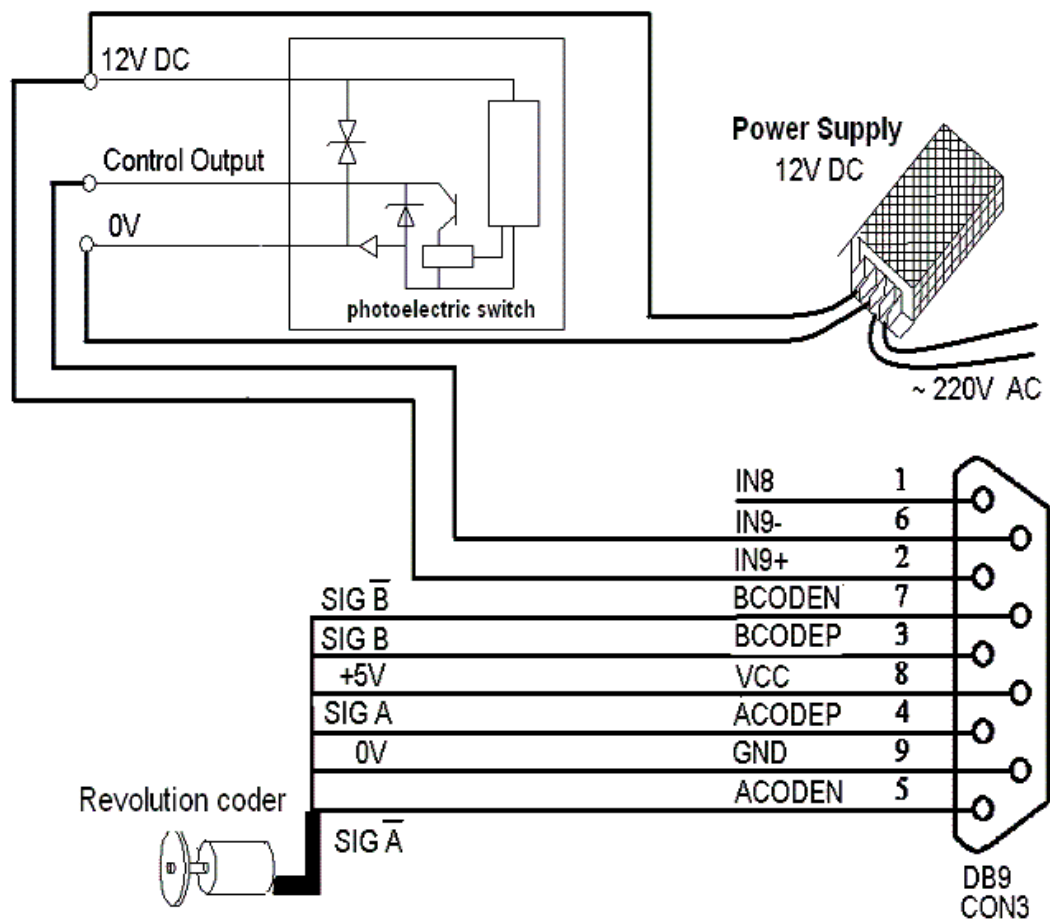 12V DC
Control Output
0V
photoelectric switch
Power Supply
12V DC
~ 220V AC
IN8 1
IN9- 6
IN9+ 2
SIG B̅ BCODEN 7
SIG B BCODEP 3
+5V VCC 8
SIG A ACODEP 4
0V GND 9
ACODEN 5
Revolution coder
SIG A̅
DB9
CON3